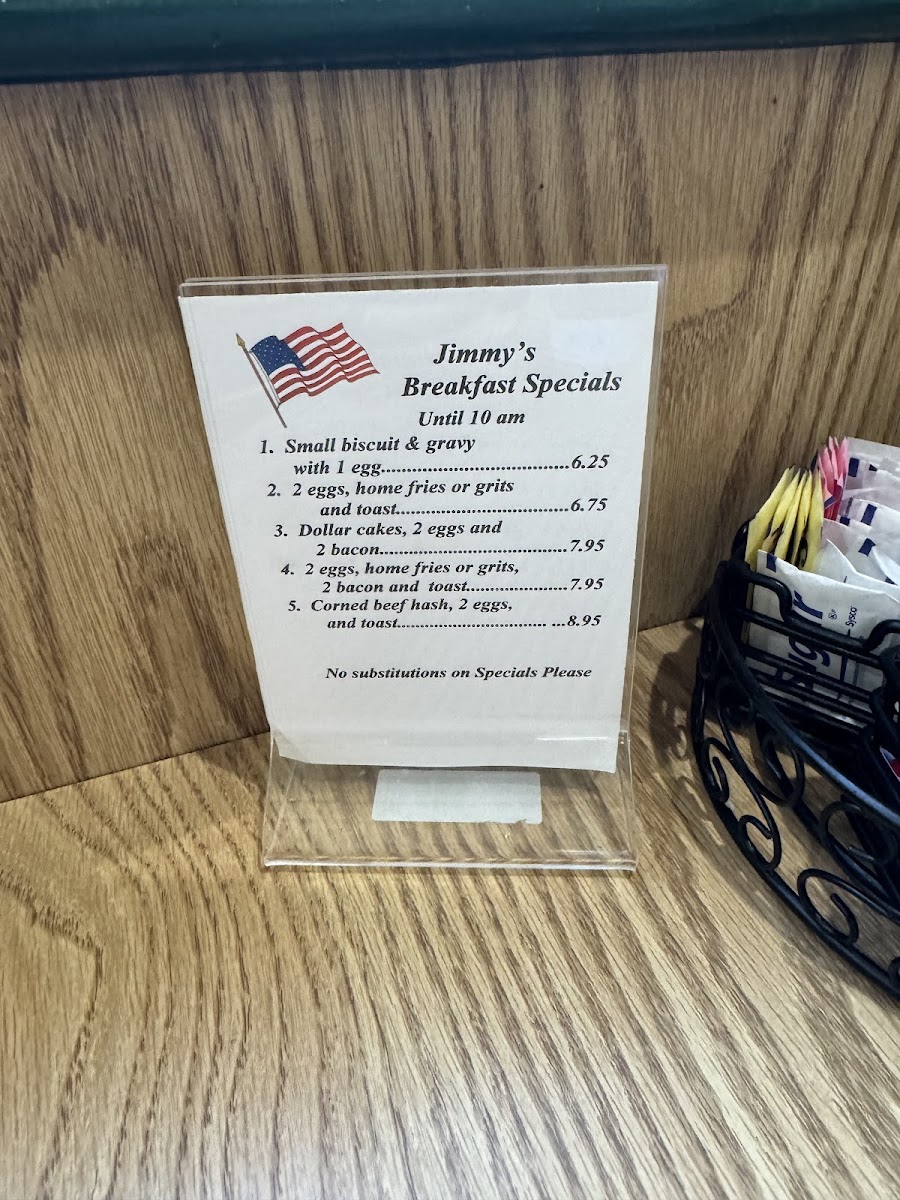 Jimmy's
Breakfast Specials
Until 10 am
1. Small biscuit & gravy
with 1 egg....................................6.25
2. 2 eggs, home fries or grits
and toast.................................6.75
3. Dollar cakes, 2 eggs and
2 bacon....................................7.95
4. 2 eggs, home fries or grits,
2 bacon and toast....................7.95
5. Corned beef hash, 2 eggs,
and toast.............................. ...8.95
No substitutions on Specials Please
Sysco